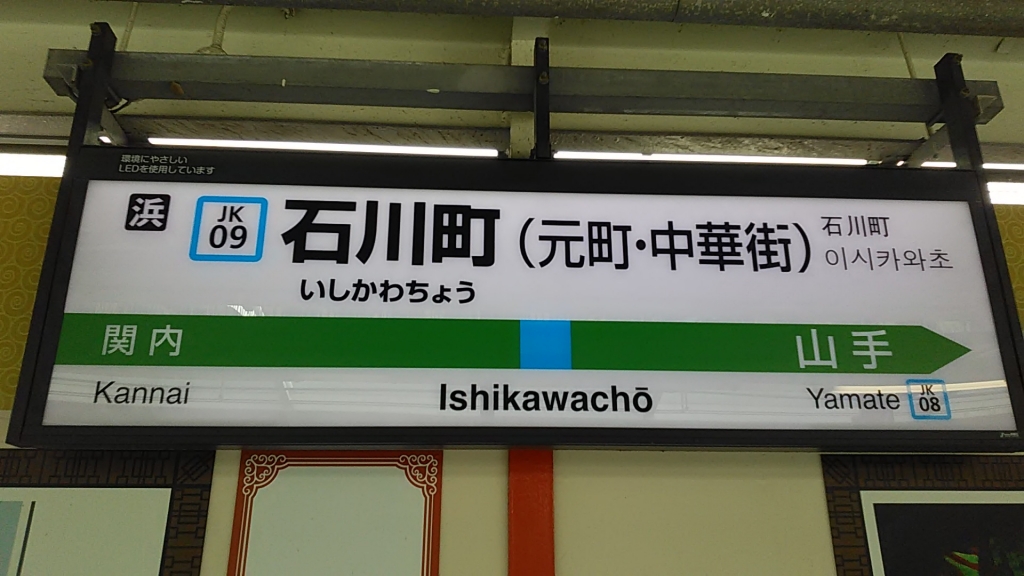 環境にやさしい
LEDを使用しています
浜
JK
09
石川町(元町・中華街)
いしかわちょう
石川町
이시카와초
関内
山手
Kannai
Ishikawachō
Yamate
JK
08